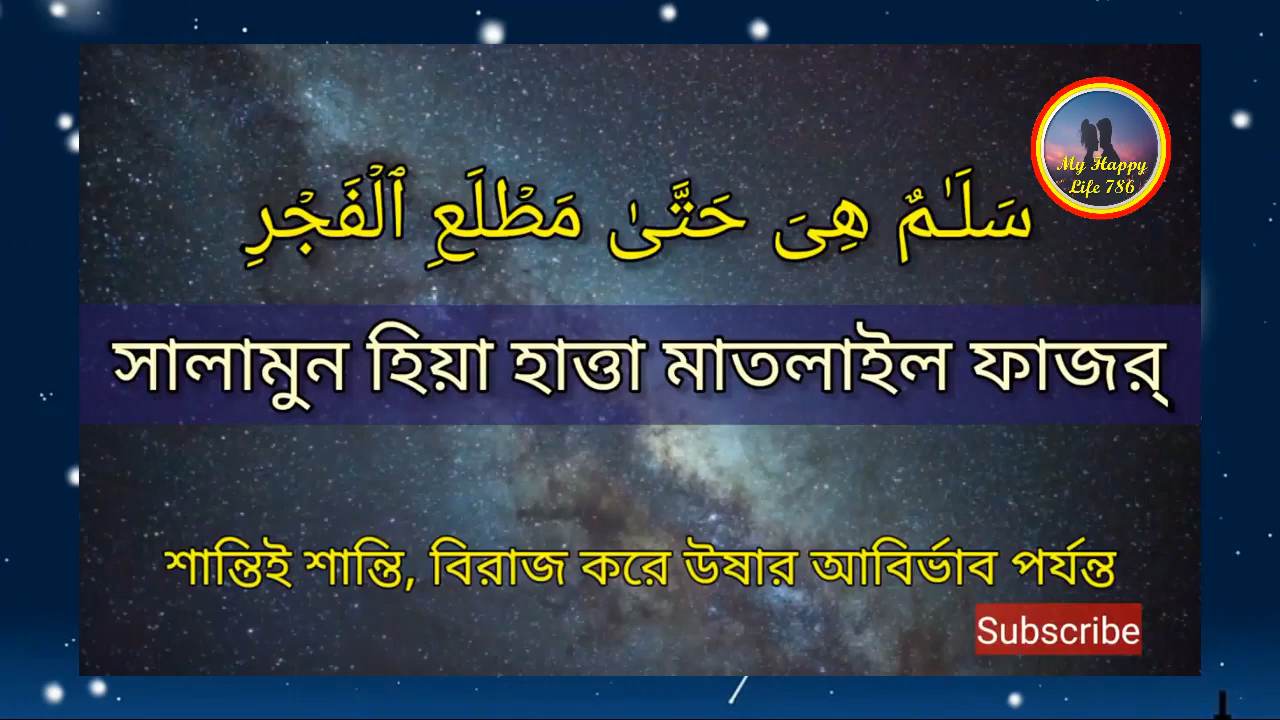 My Happy
Life 786
سَلَـٰمٌ هِىَ حَتَّىٰ مَطْلَعِ ٱلْفَجْرِ
সালামুন হিয়া হাত্তা মাতলাইল ফাজর্
শান্তিই শান্তি, বিরাজ করে উষার আবির্ভাব পর্যন্ত
Subscribe